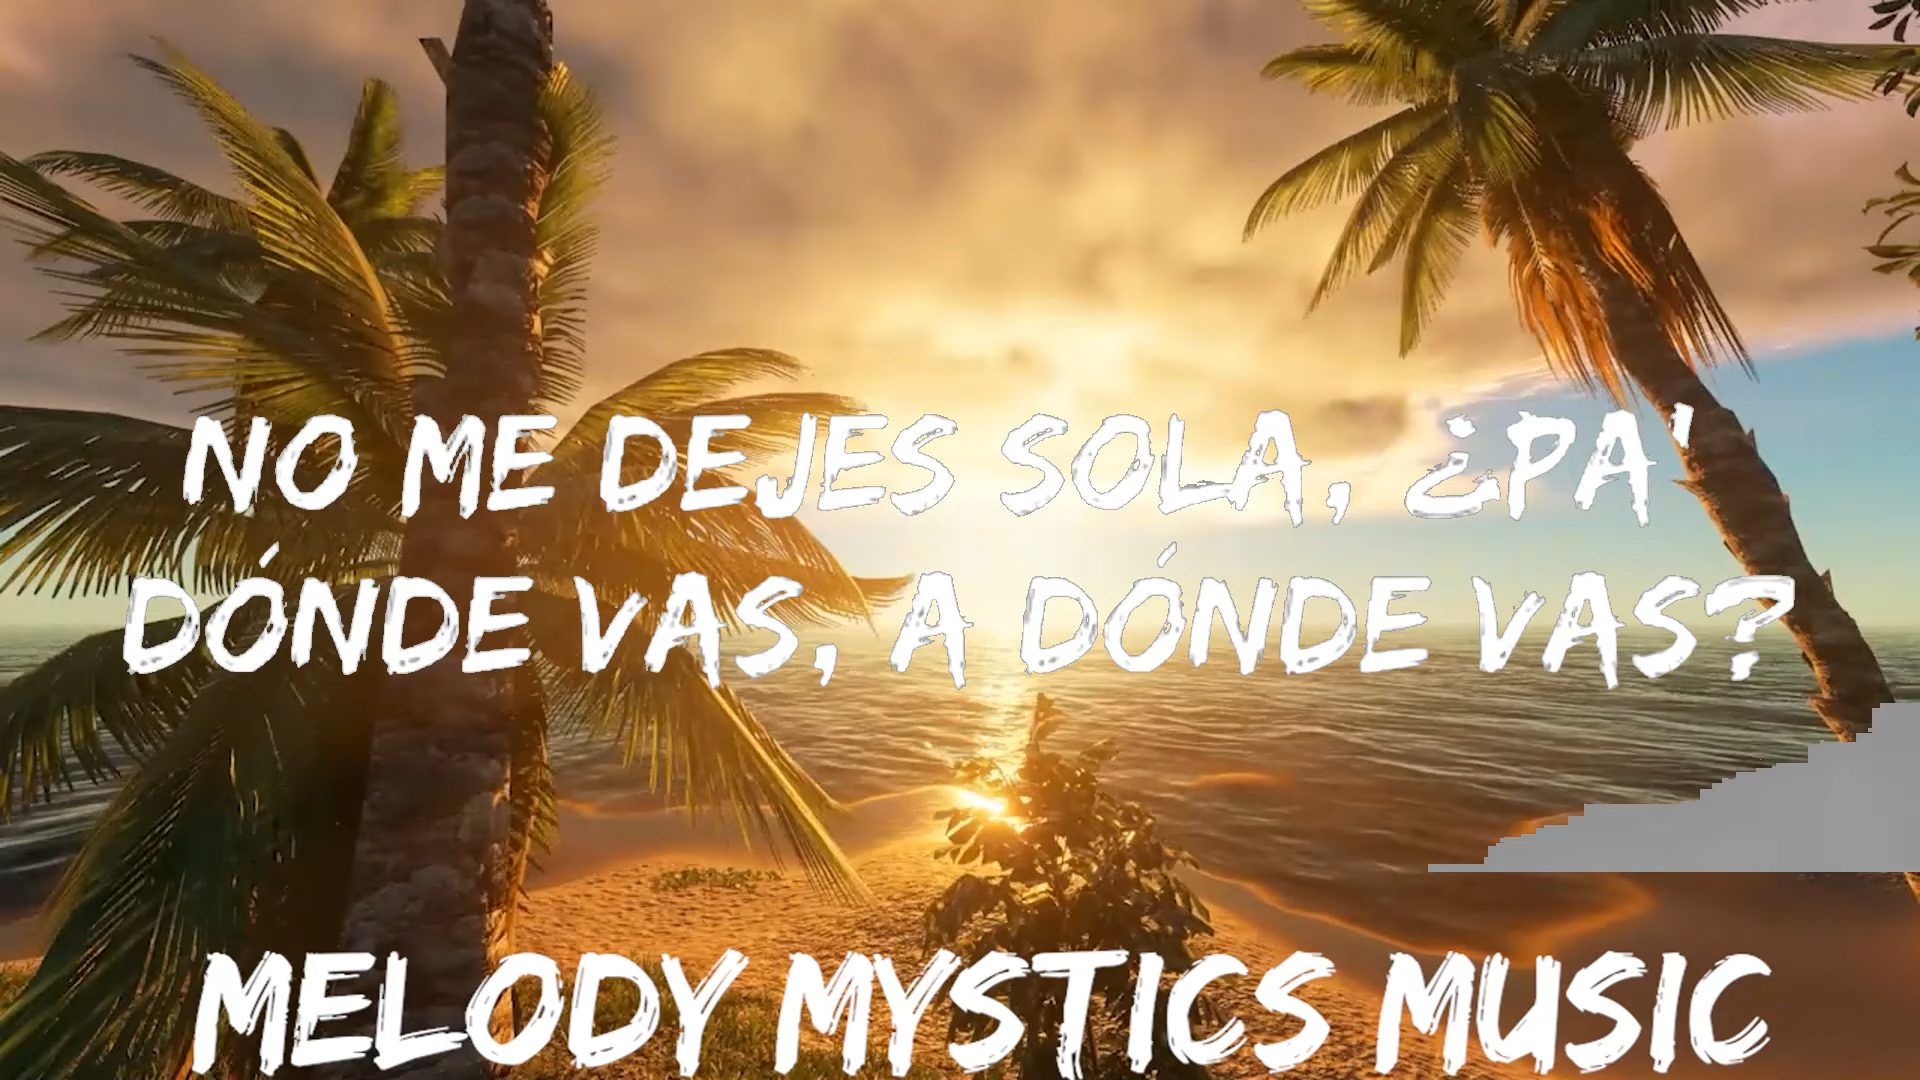 NO ME DEJES SOLA, ¿PA'
DÓNDE VAS, A DÓNDE VAS?
MELODY MYSTICS MUSIC